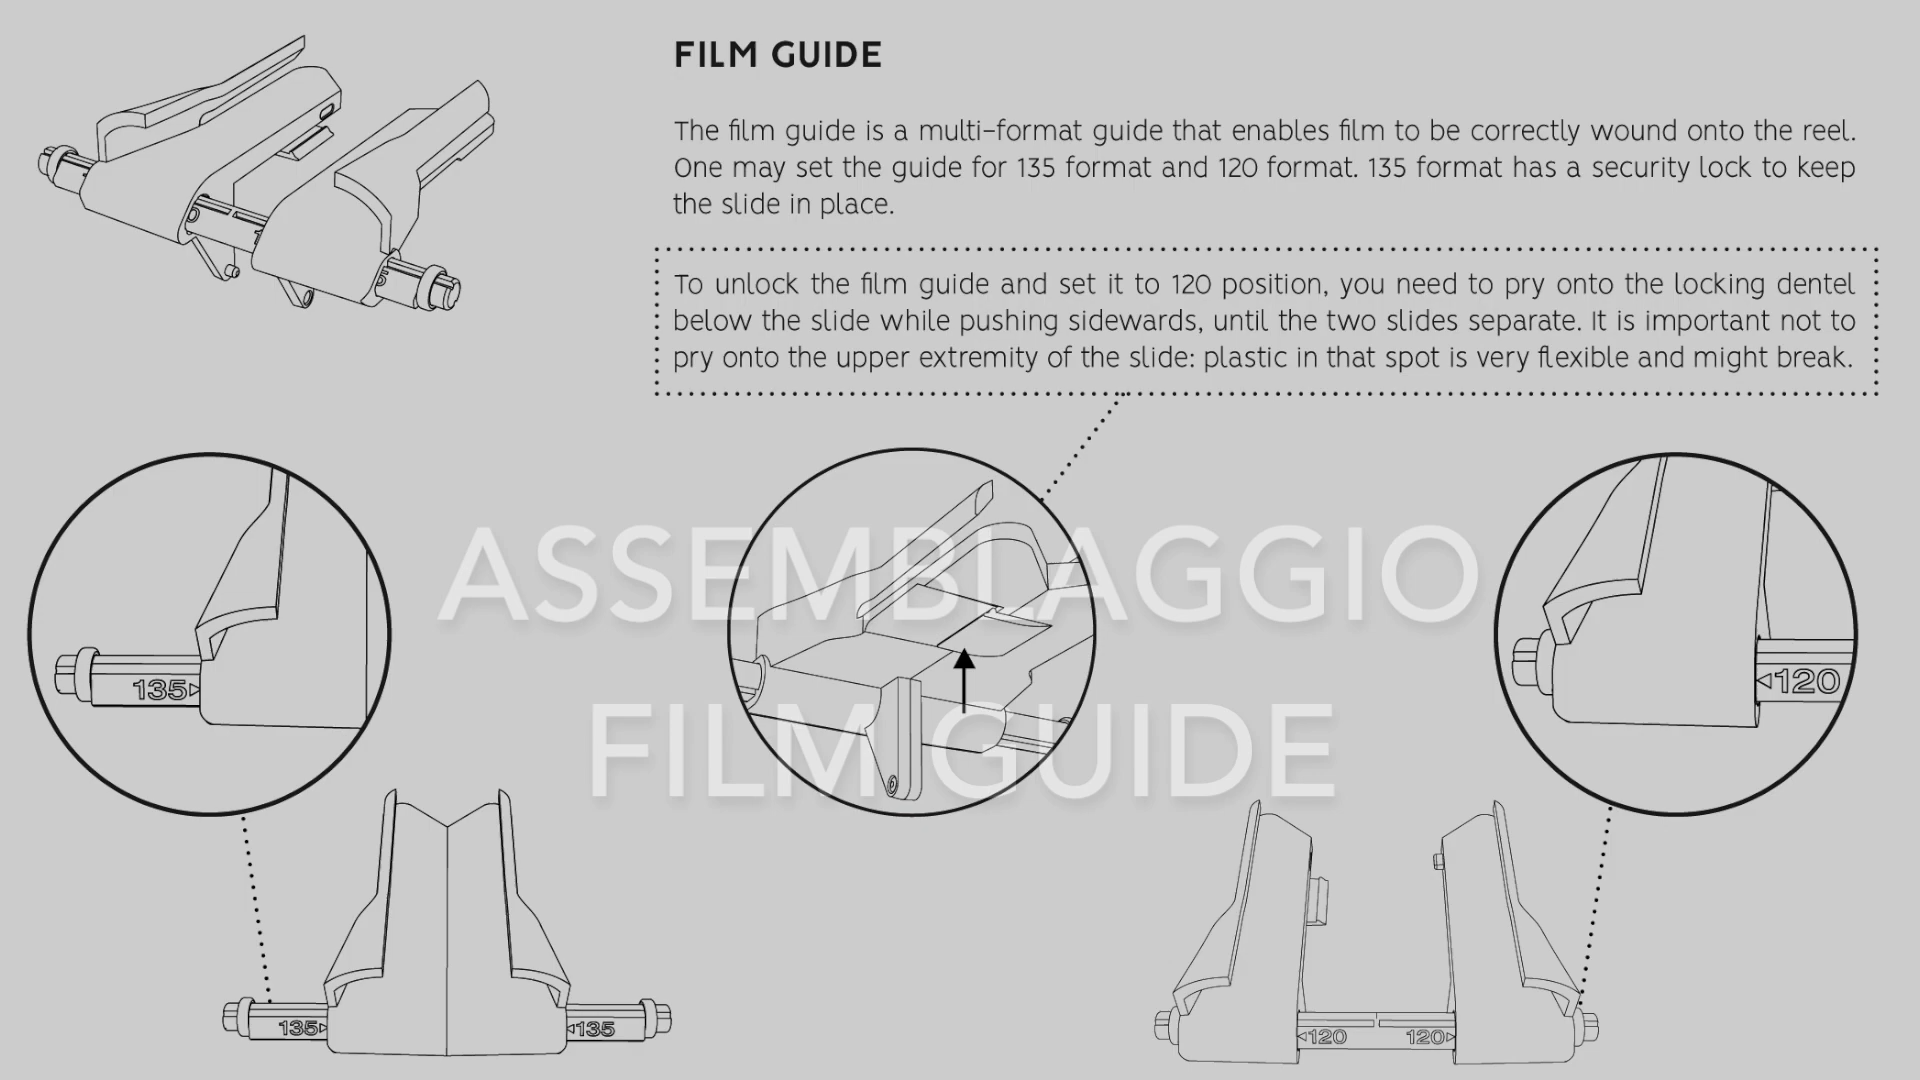 FILM GUIDE
The film guide is a multi-format guide that enables film to be correctly wound onto the reel.
One may set the guide for 135 format and 120 format. 135 format has a security lock to keep
the slide in place.
To unlock the film guide and set it to 120 position, you need to pry onto the locking dentel
below the slide while pushing sidewards, until the two slides separate. It is important not to
pry onto the upper extremity of the slide: plastic in that spot is very flexible and might break.
ASSEMBLAGGIO
FILM GUIDE
135
120
135
135
120
120